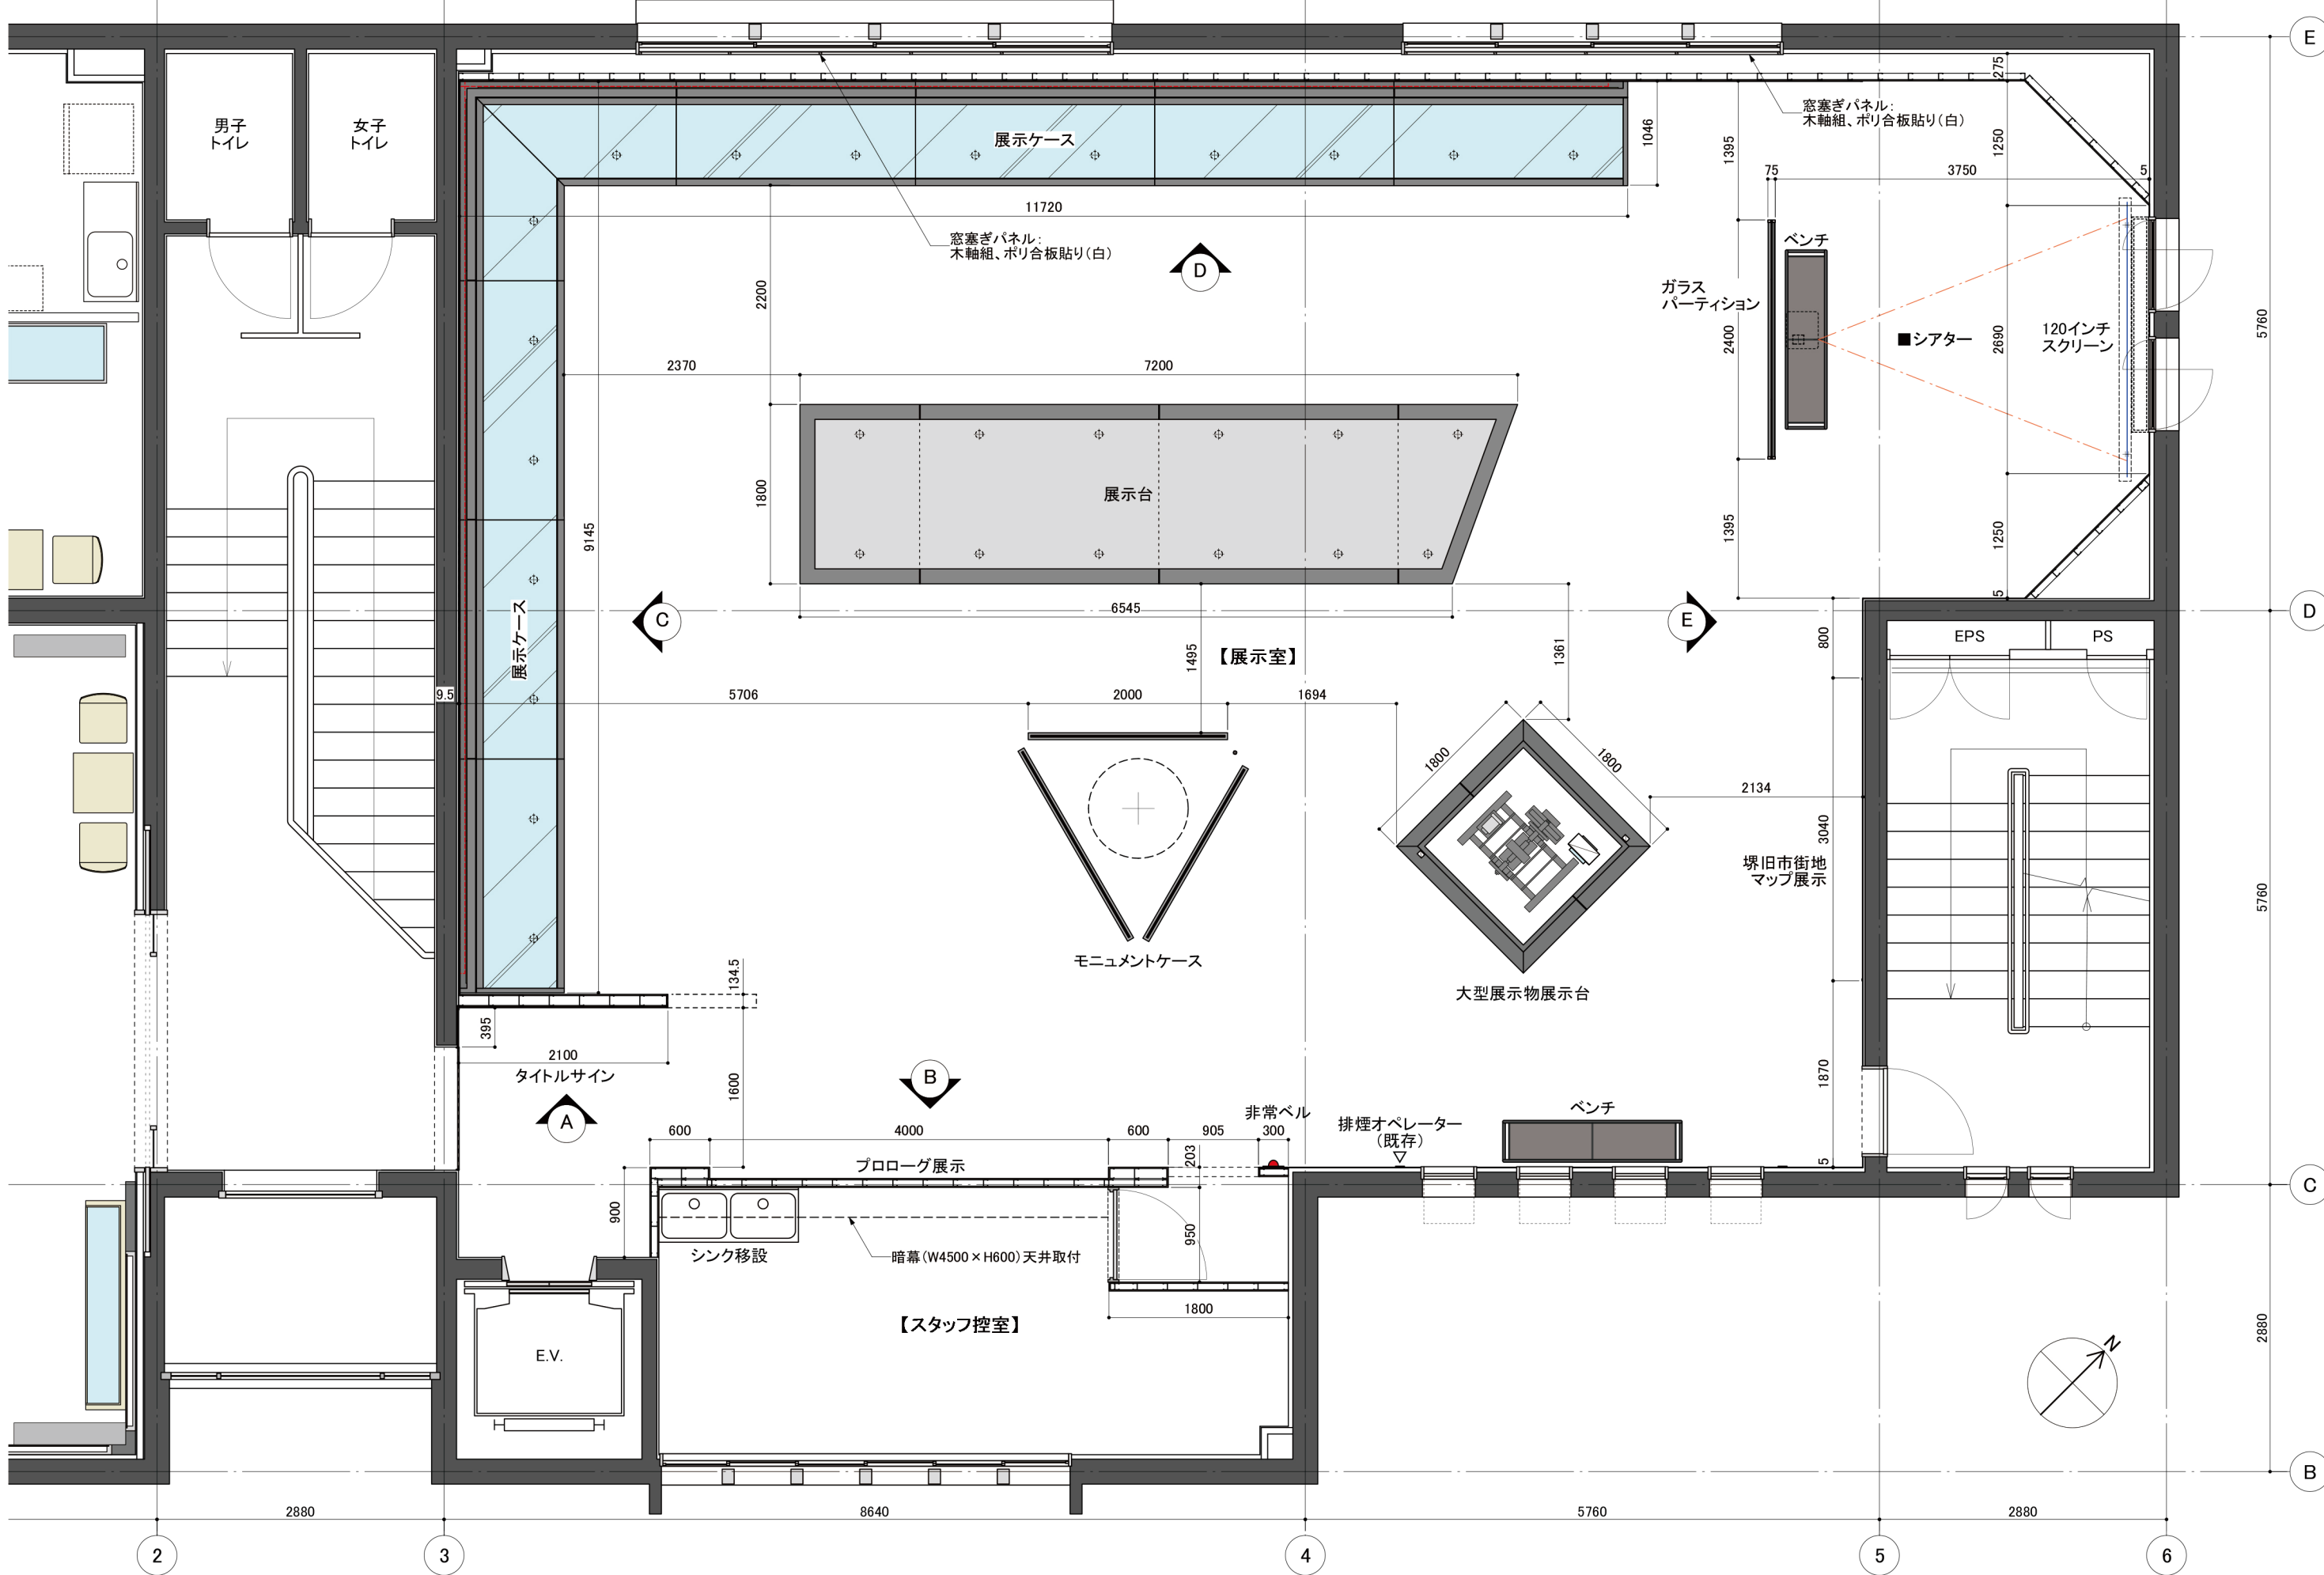 E
275
男子
トイレ
女子
トイレ
展示ケース
1046
1395
窓塞ぎパネル:
木軸組、ポリ合板貼り(白)
1250
75
3750
5
11720
窓塞ぎパネル:
木軸組、ポリ合板貼り(白)
D
ベンチ
2200
ガラス
パーティション
2400
■シアター
2690
120インチ
スクリーン
5760
2370
7200
1800
展示台
9145
1395
1250
5
展示ケース
C
6545
E
D
1495
【展示室】
1361
800
EPS
PS
9.5
5706
2000
1694
1800
1800
2134
3040
堺旧市街地
マップ展示
5760
モニュメントケース
大型展示物展示台
134.5
395
2100
タイトルサイン
1600
A
B
1870
600
4000
600
905
非常ベル
300
排煙オペレーター
(既存)
ベンチ
プロローグ展示
203
5
C
900
シンク移設
暗幕(W4500×H600)天井取付
950
1800
【スタッフ控室】
E.V.
N
2880
B
2880
8640
5760
2880
2
3
4
5
6